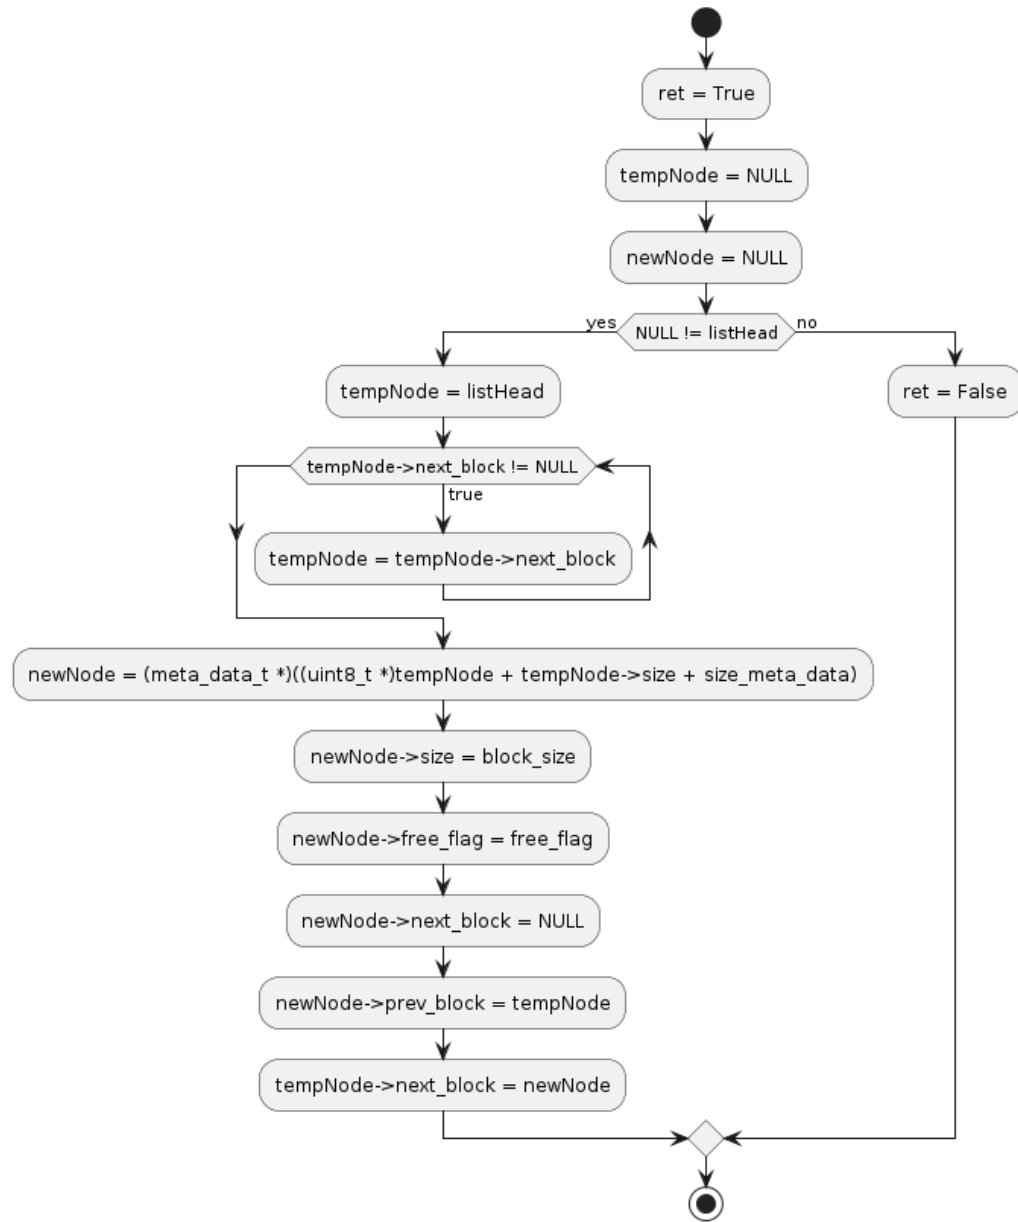 ret = True
tempNode = NULL
newNode = NULL
yes
NULL != listHead
no
tempNode = listHead
ret = False
tempNode->next_block != NULL
true
tempNode = tempNode->next_block
newNode = (meta_data_t *)((uint8_t *)tempNode + tempNode->size + size_meta_data)
newNode->size = block_size
newNode->free_flag = free_flag
newNode->next_block = NULL
newNode->prev_block = tempNode
tempNode->next_block = newNode